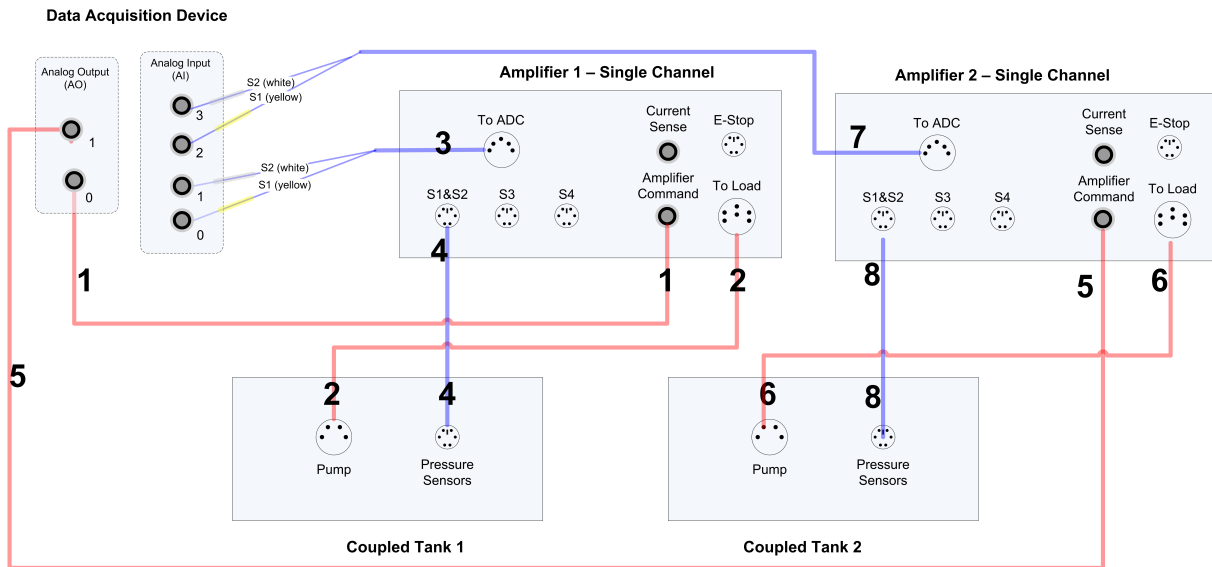 Data Acquisition Device
Analog Output
(AO)
1
0
Analog Input
(AI)
3
2
1
0
S2 (white)
S1 (yellow)
S2 (white)
S1 (yellow)
Amplifier 1 – Single Channel
To ADC
Current
Sense
E-Stop
S1&S2
S3
S4
Amplifier
Command
To Load
3
4
1
1
2
Amplifier 2 – Single Channel
To ADC
Current
Sense
E-Stop
S1&S2
S3
S4
Amplifier
Command
To Load
7
8
5
6
5
2
4
Pump
Pressure
Sensors
Coupled Tank 1
6
8
Pump
Pressure
Sensors
Coupled Tank 2